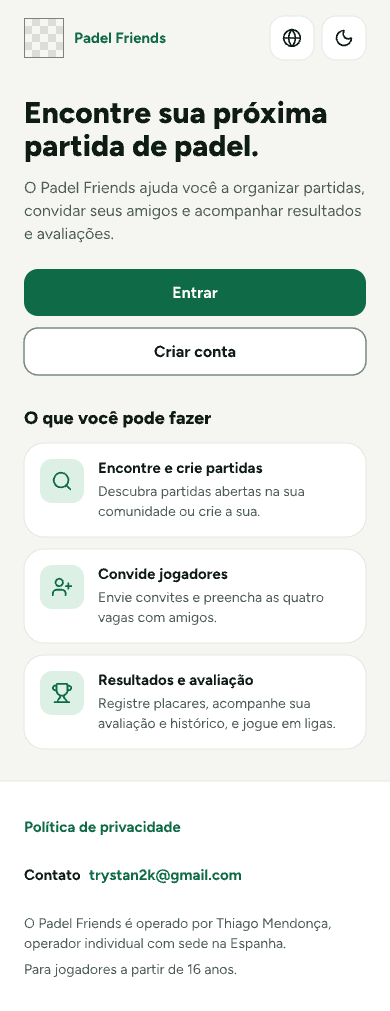 Padel Friends
Encontre sua próxima
partida de padel.
O Padel Friends ajuda você a organizar partidas,
convidar seus amigos e acompanhar resultados
e avaliações.
Entrar
Criar conta
O que você pode fazer
Encontre e crie partidas
Descubra partidas abertas na sua
comunidade ou crie a sua.
Convide jogadores
Envie convites e preencha as quatro
vagas com amigos.
Resultados e avaliação
Registre placares, acompanhe sua
avaliação e histórico, e jogue em ligas.
Política de privacidade
Contato trystan2k@gmail.com
O Padel Friends é operado por Thiago Mendonça,
operador individual com sede na Espanha.
Para jogadores a partir de 16 anos.